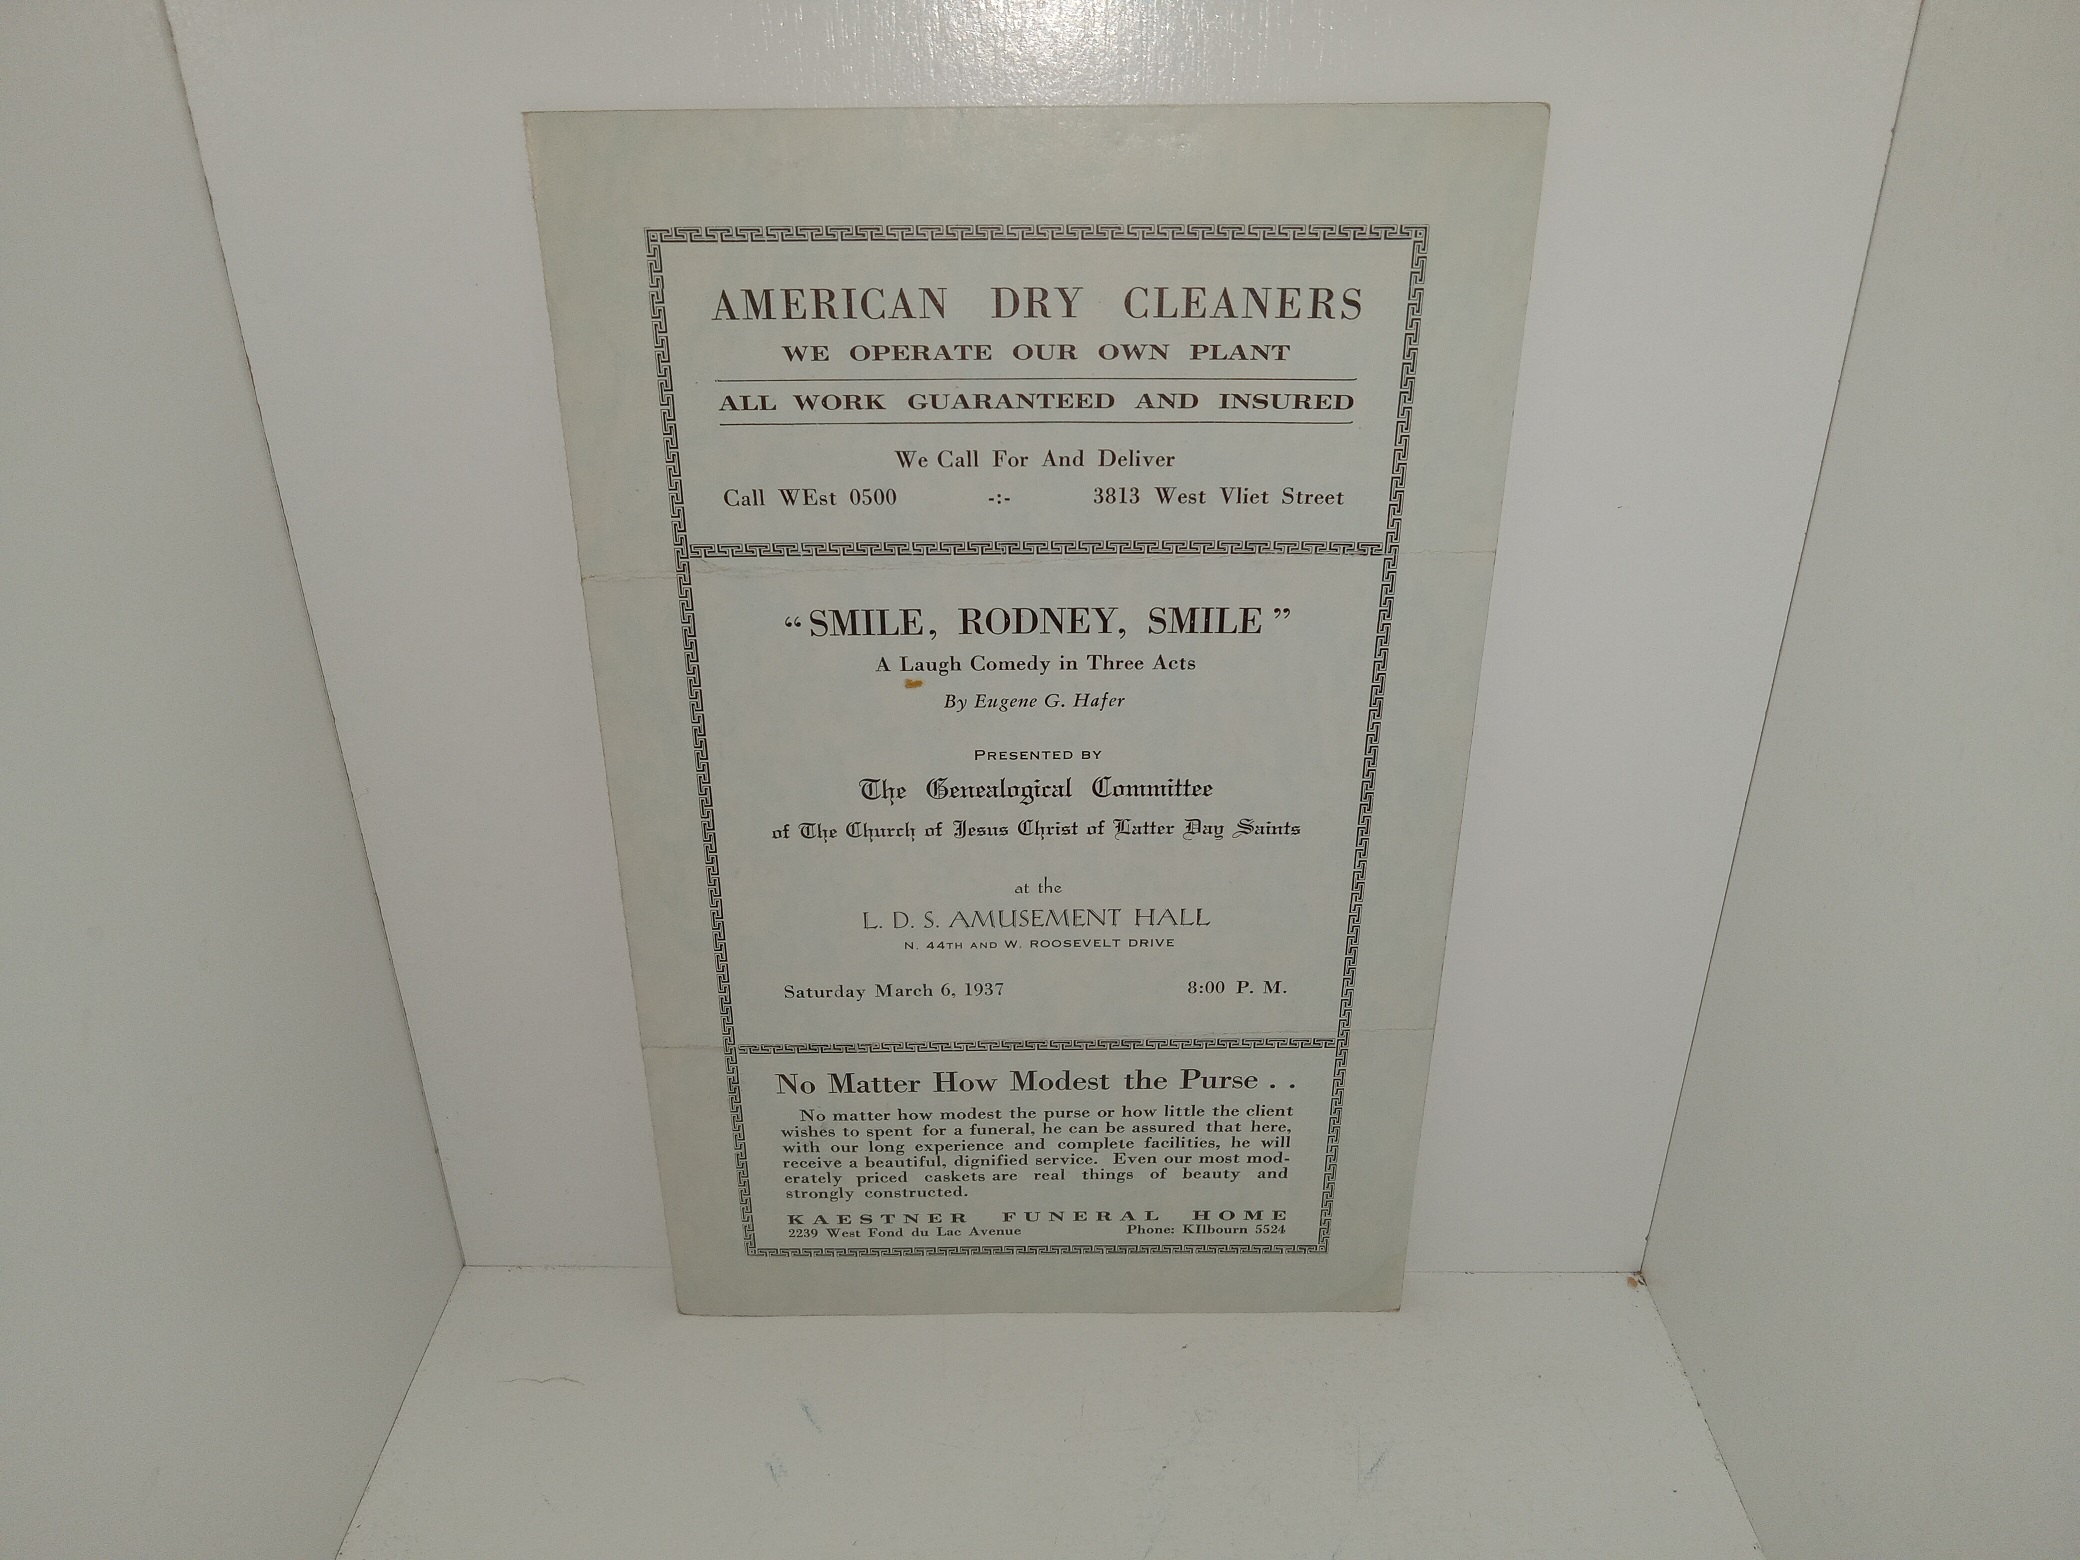 AMERICAN DRY CLEANERS
WE OPERATE OUR OWN PLANT
ALL WORK GUARANTEED AND INSURED
We Call For And Deliver
Call WEst 0500 -:- 3813 West Vliet Street
“SMILE, RODNEY, SMILE”
A Laugh Comedy in Three Acts
By Eugene G. Hafer
PRESENTED BY
The Genealogical Committee
of The Church of Jesus Christ of Latter Day Saints
at the
L. D. S. AMUSEMENT HALL
N. 44TH AND W. ROOSEVELT DRIVE
Saturday March 6, 1937 8:00 P. M.
No Matter How Modest the Purse . .
No matter how modest the purse or how little the client
wishes to spent for a funeral, he can be assured that here,
with our long experience and complete facilities, he will
receive a beautiful, dignified service. Even our most mod-
erately priced caskets are real things of beauty and
strongly constructed.
KAESTNER FUNERAL HOME
2239 West Fond du Lac Avenue Phone: KIlbourn 5524